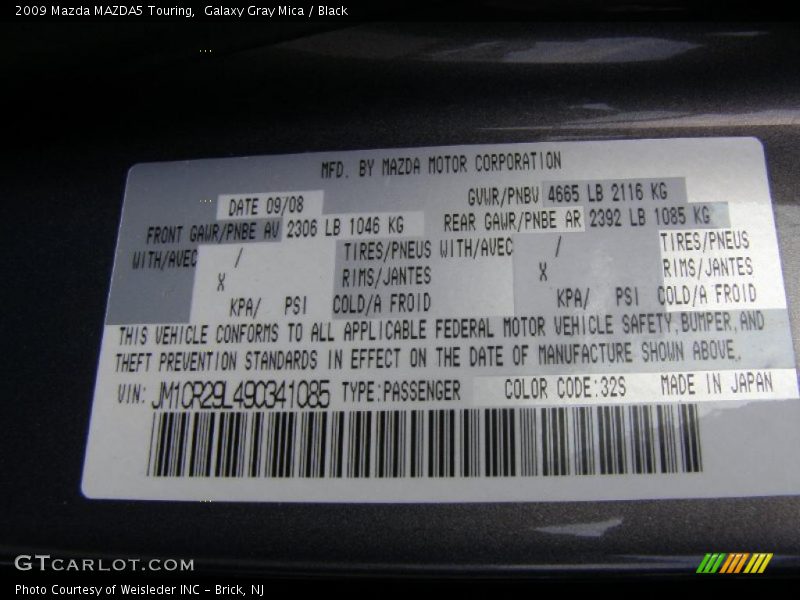 2009 Mazda MAZDA5 Touring, Galaxy Gray Mica / Black
MFD. BY MAZDA MOTOR CORPORATION
DATE 09/08 GVWR/PNBV 4665 LB 2116 KG
FRONT GAWR/PNBE AV 2306 LB 1046 KG REAR GAWR/PNBE AR 2392 LB 1085 KG
WITH/AVEC / TIRES/PNEUS WITH/AVEC / TIRES/PNEUS
X RIMS/JANTES X RIMS/JANTES
KPA/ PSI COLD/A FROID KPA/ PSI COLD/A FROID
THIS VEHICLE CONFORMS TO ALL APPLICABLE FEDERAL MOTOR VEHICLE SAFETY,BUMPER,AND
THEFT PREVENTION STANDARDS IN EFFECT ON THE DATE OF MANUFACTURE SHOWN ABOVE.
VIN: JM1CR29L490341085 TYPE:PASSENGER COLOR CODE:32S MADE IN JAPAN
GTCARLOT.COM
Photo Courtesy of Weisleder INC - Brick, NJ